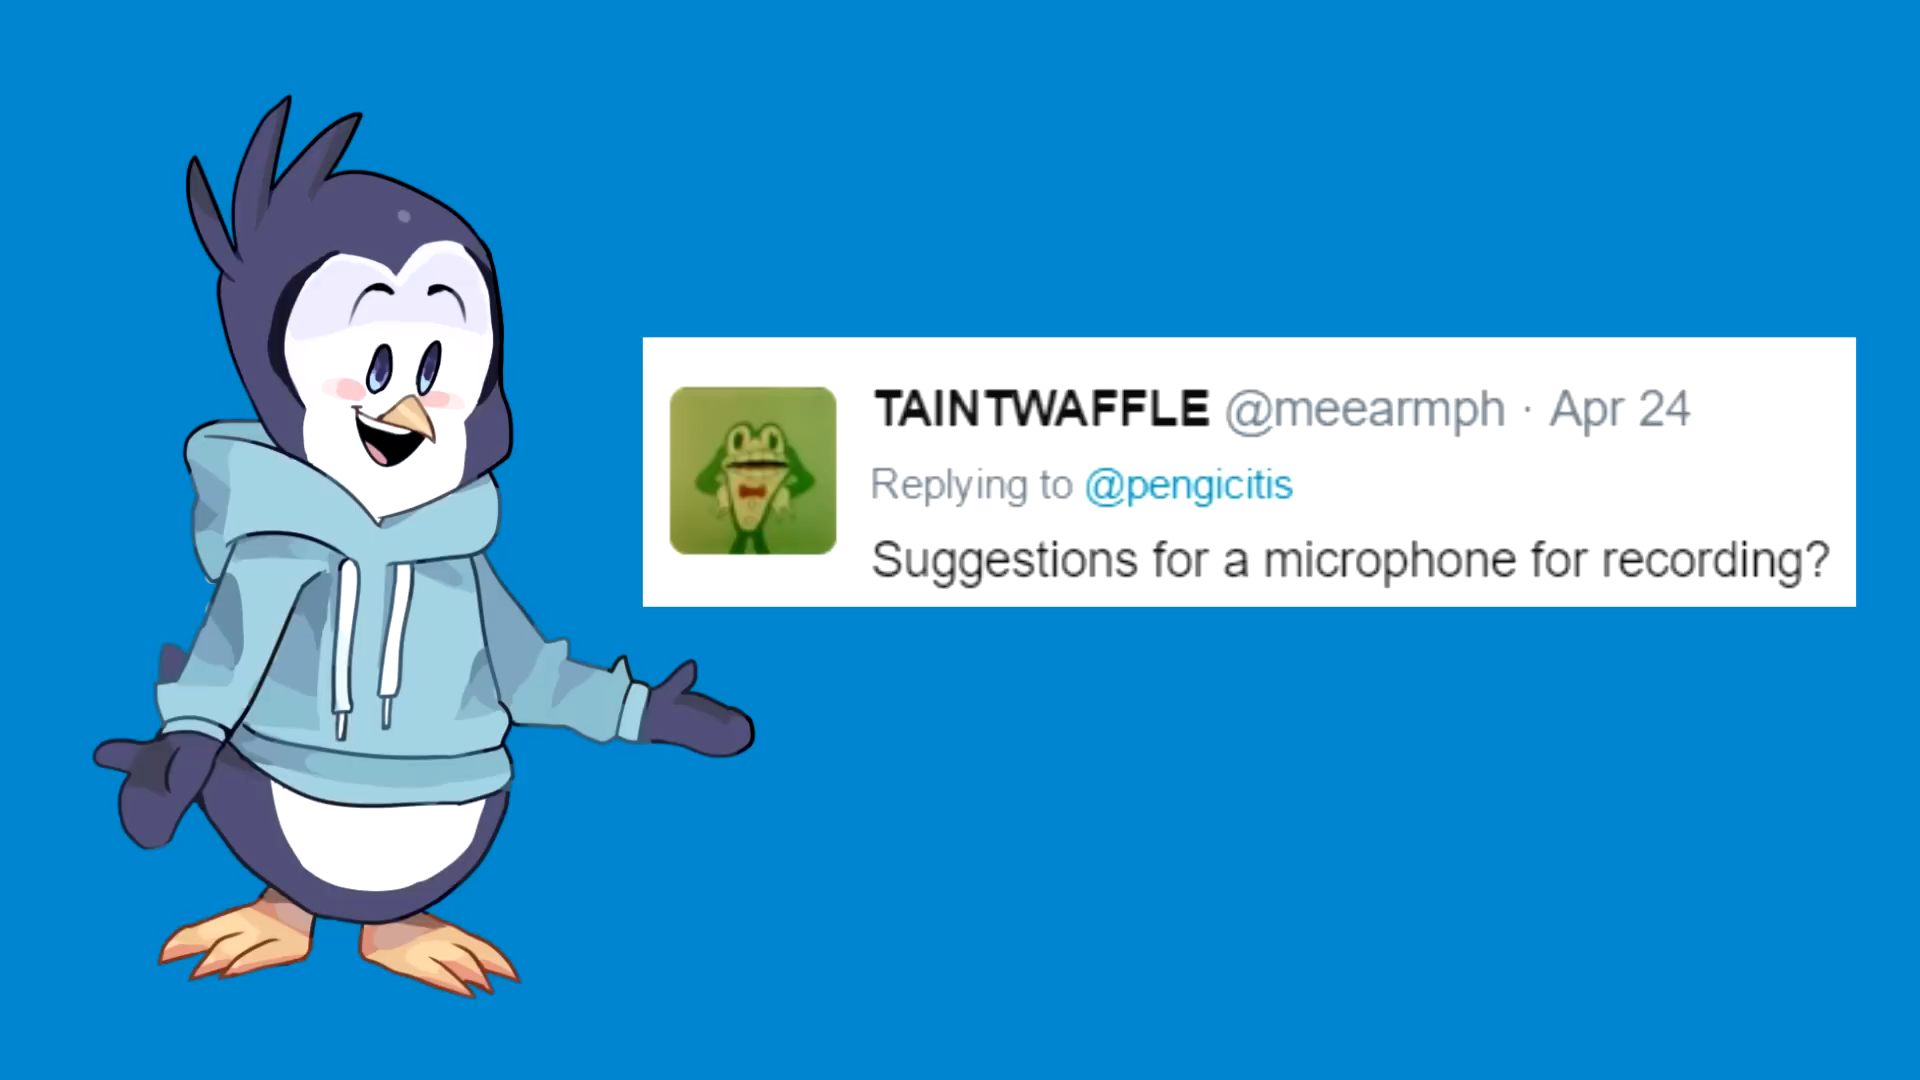 TAINTWAFFLE @meearmph · Apr 24
Replying to @pengicitis
Suggestions for a microphone for recording?